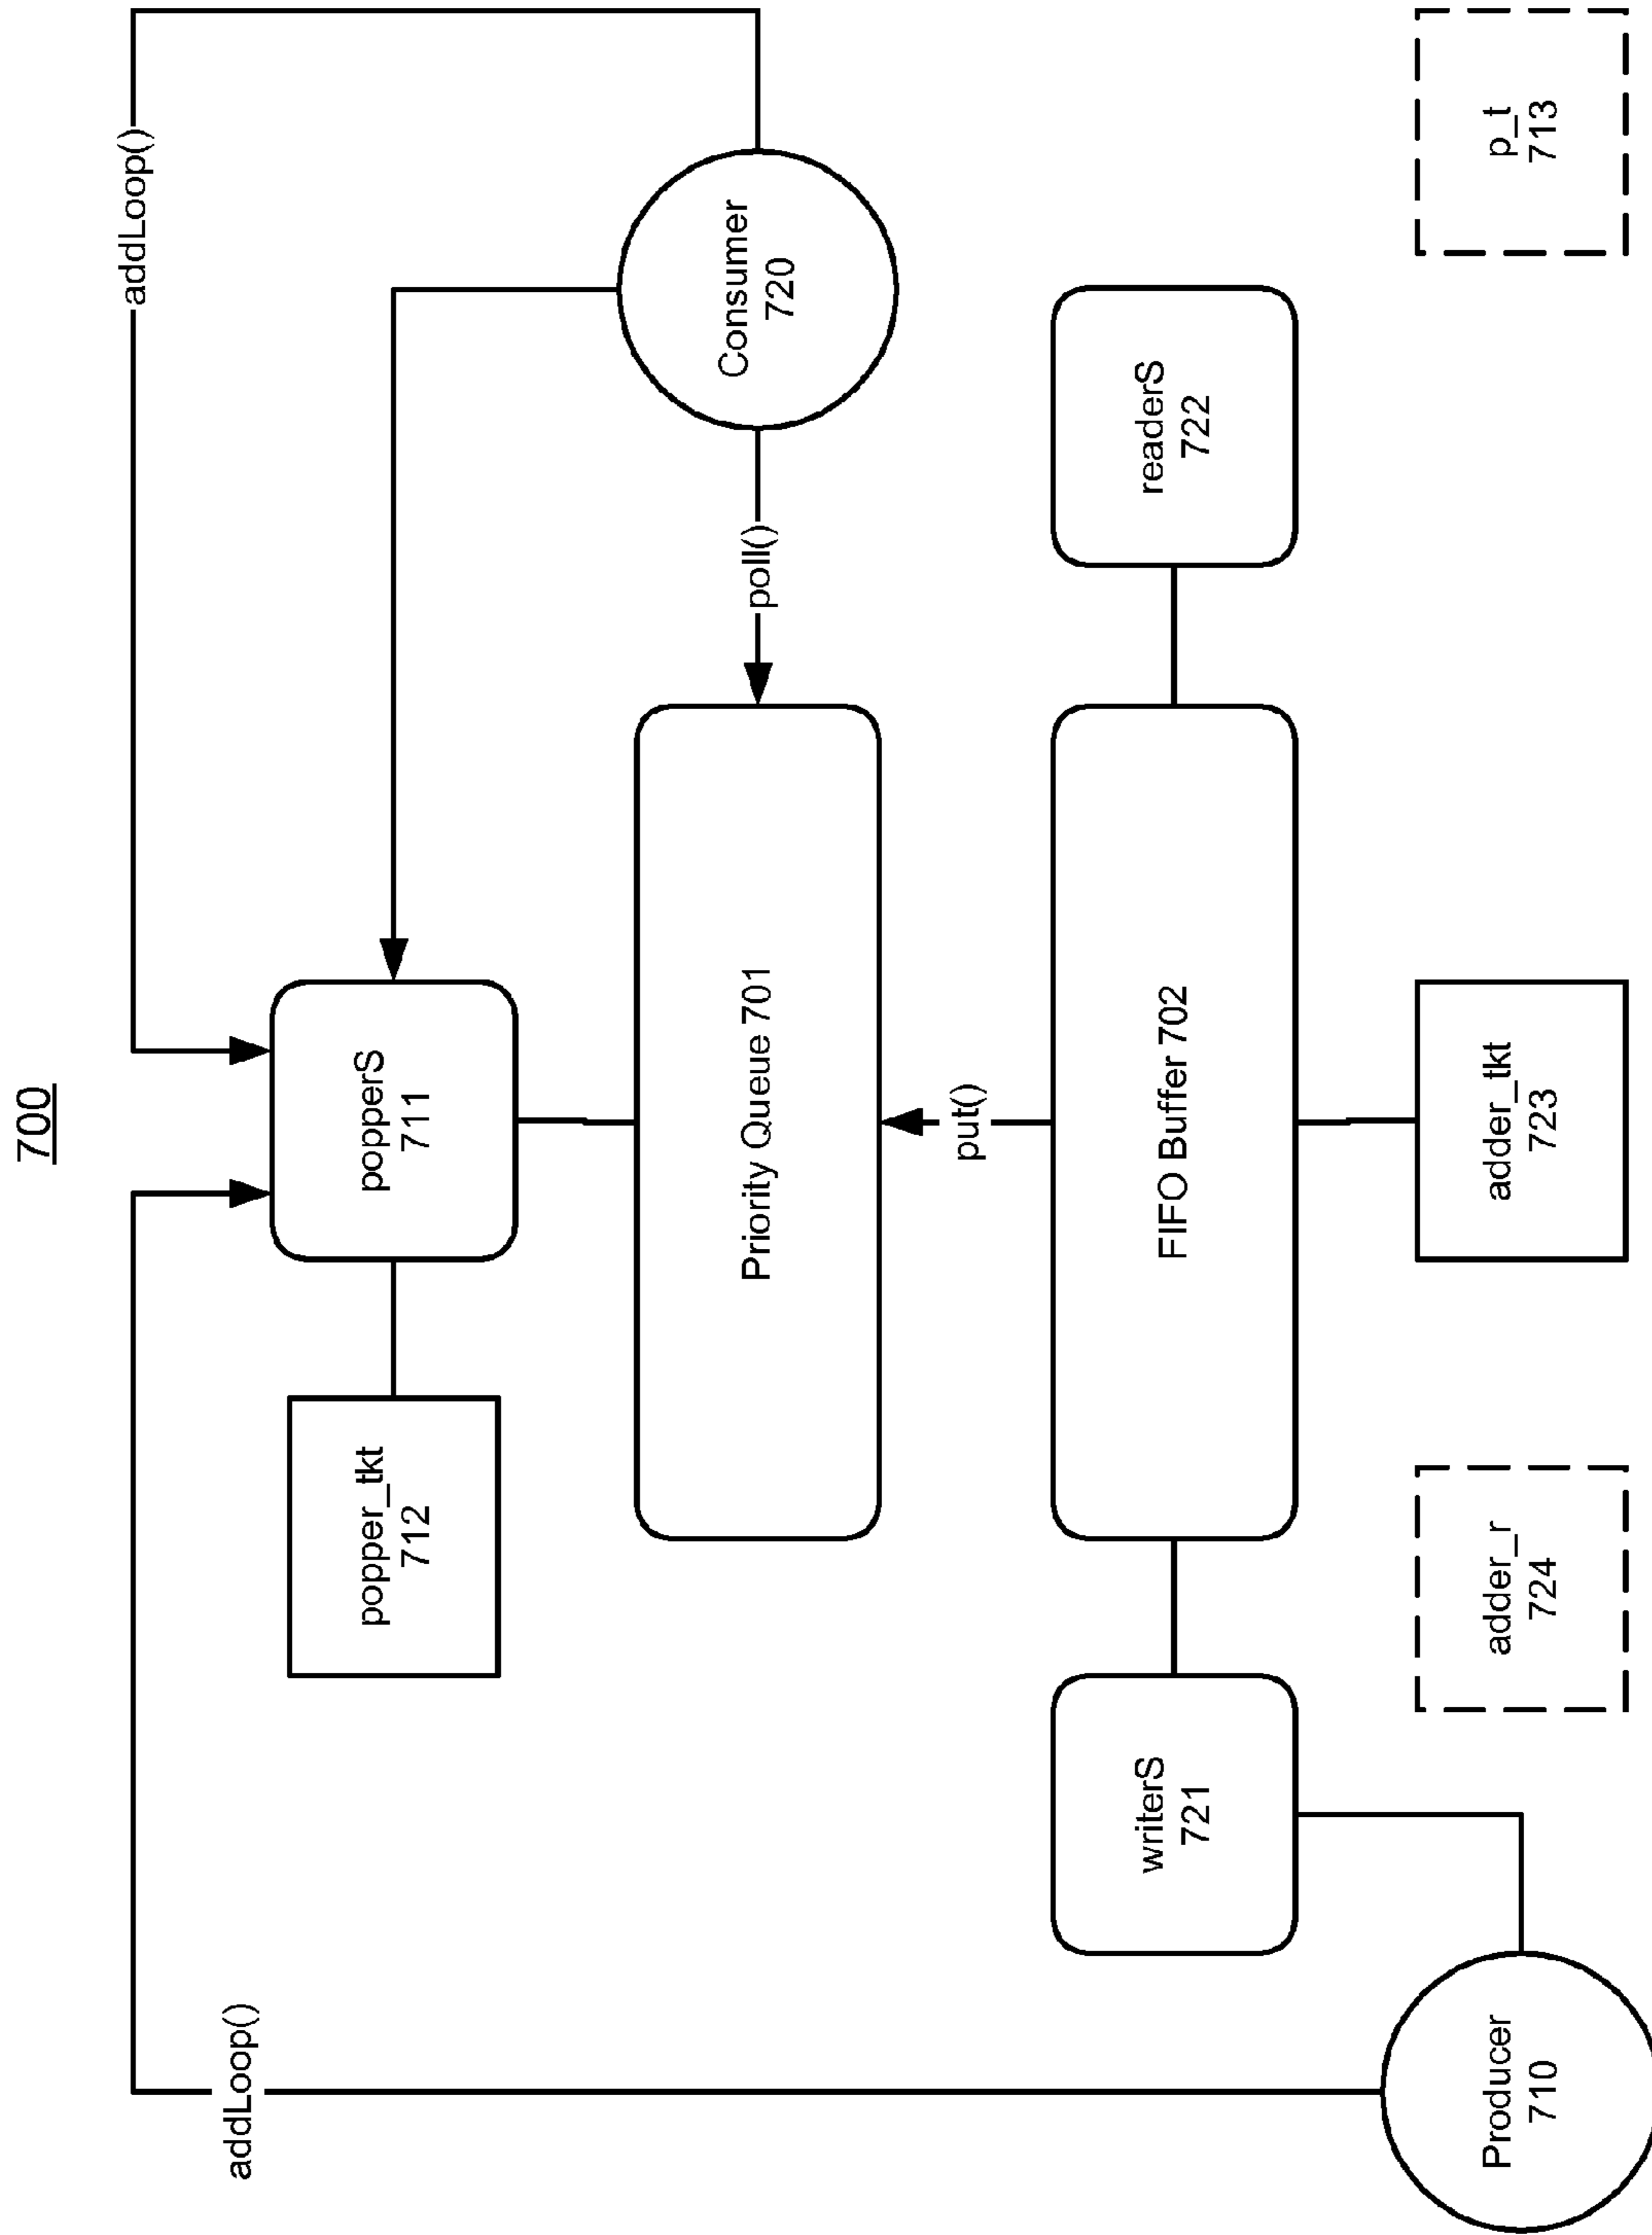 700
addLoop()
addLoop()
popper_tkt
712
popperS
711
Priority Queue 701
poll()
Consumer
720
put()
writerS
721
FIFO Buffer 702
readerS
722
Producer
710
adder_r
724
adder_tkt
723
p_t
713